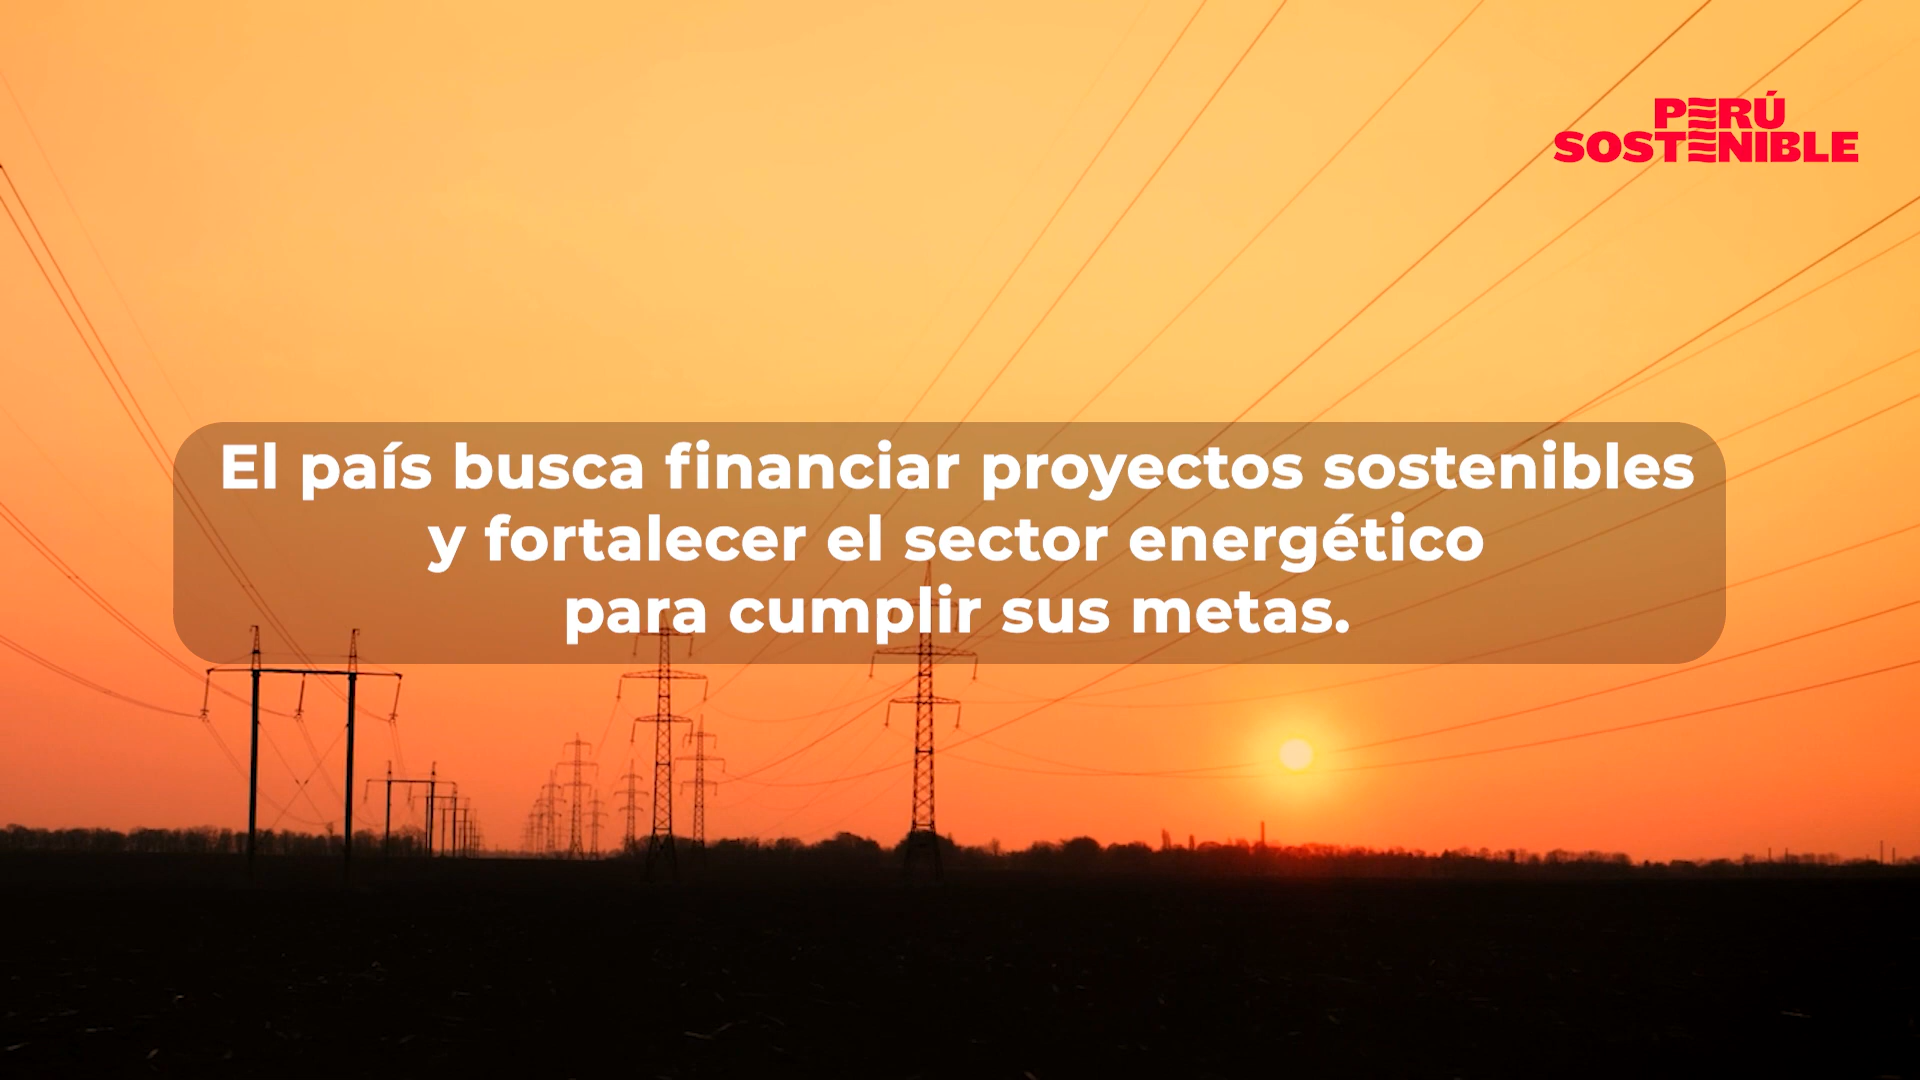 PERÚ
SOSTENIBLE
El país busca financiar proyectos sostenibles
y fortalecer el sector energético
para cumplir sus metas.